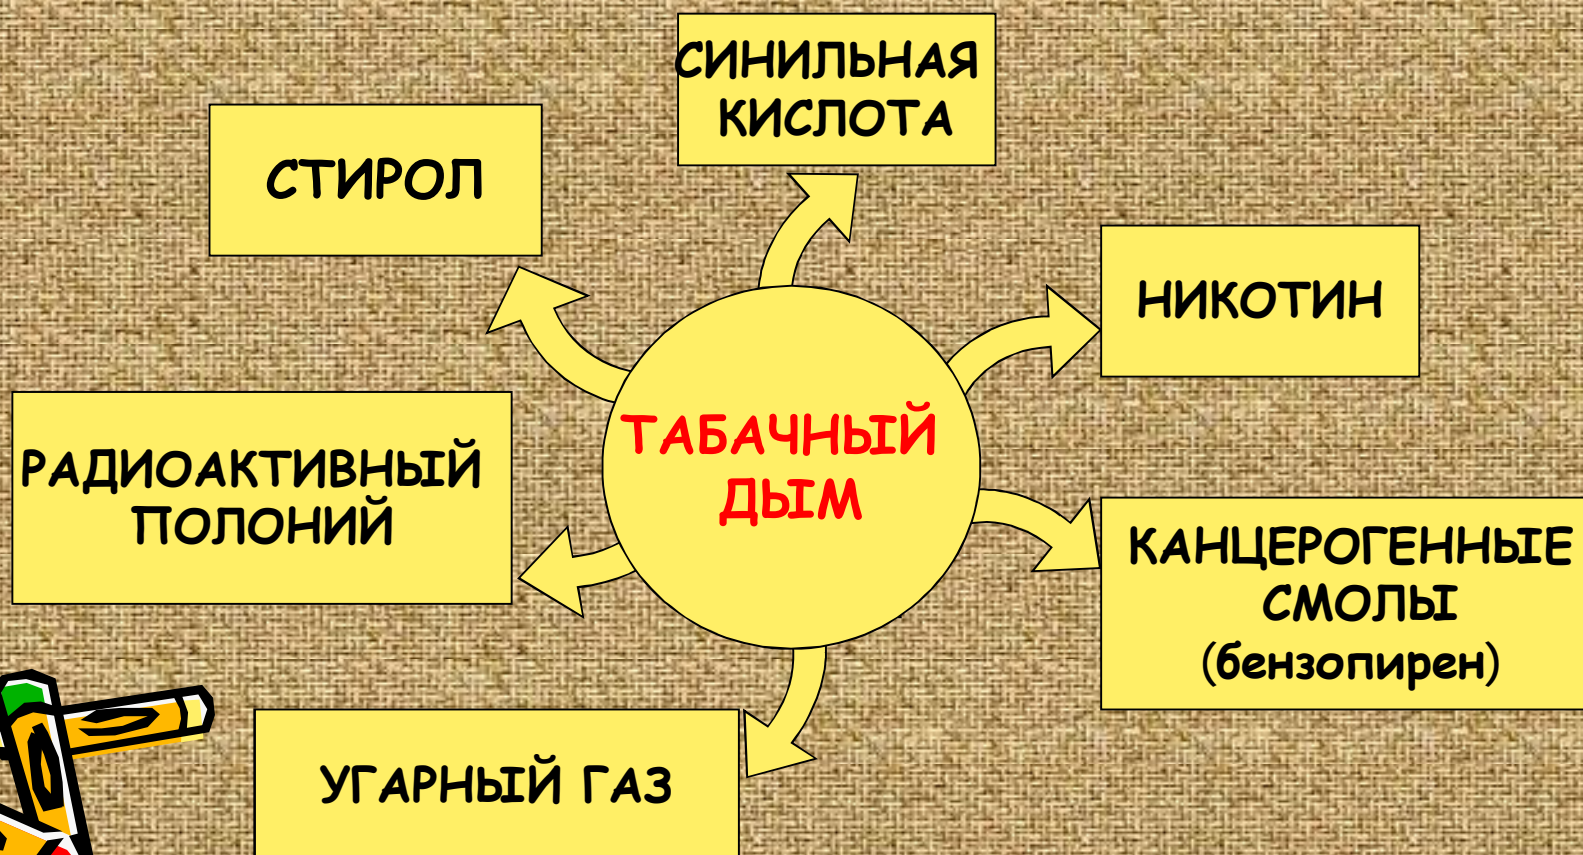 СИНИЛЬНАЯ
КИСЛОТА
СТИРОЛ
НИКОТИН
ТАБАЧНЫЙ
ДЫМ
РАДИОАКТИВНЫЙ
ПОЛОНИЙ
КАНЦЕРОГЕННЫЕ
СМОЛЫ
(бензопирен)
УГАРНЫЙ ГАЗ